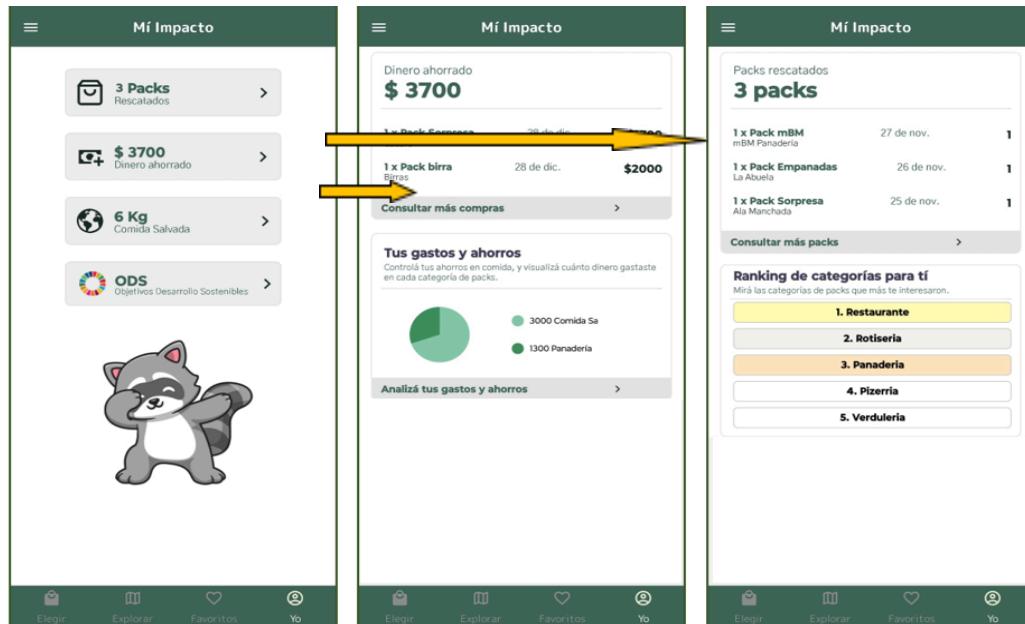 Mí Impacto
3 Packs
Rescatados
$ 3700
Dinero ahorrado
6 Kg
Comida Salvada
ODS
Objetivos Desarrollo Sostenibles
Elegir
Explorar
Favoritos
Yo
Mí Impacto
Dinero ahorrado
$ 3700
1 x Pack Sorpresa 28 de dic.
1 x Pack birra 28 de dic. $2000
Birras
Consultar más compras
Tus gastos y ahorros
Controlá tus ahorros en comida, y visualizá cuánto dinero gastaste
en cada categoría de packs.
3000 Comida Sa
1300 Panadería
Analizá tus gastos y ahorros
Elegir
Explorar
Favoritos
Yo
Mí Impacto
Packs rescatados
3 packs
1 x Pack mBM 27 de nov. 1
mBM Panadería
1 x Pack Empanadas 26 de nov. 1
La Abuela
1 x Pack Sorpresa 25 de nov. 1
Ala Manchada
Consultar más packs
Ranking de categorías para tí
Mirá las categorías de packs que más te interesaron.
1. Restaurante
2. Rotiseria
3. Panaderia
4. Pizerria
5. Verduleria
Elegir
Explorar
Favoritos
Yo